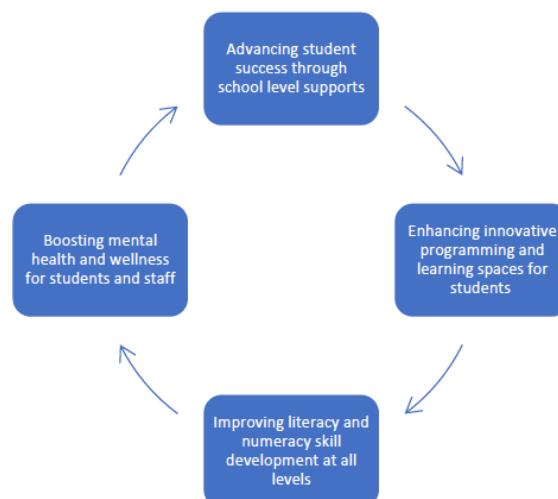 Advancing student
success through
school level supports
Enhancing innovative
programming and
learning spaces for
students
Improving literacy and
numeracy skill
development at all
levels
Boosting mental
health and wellness
for students and staff